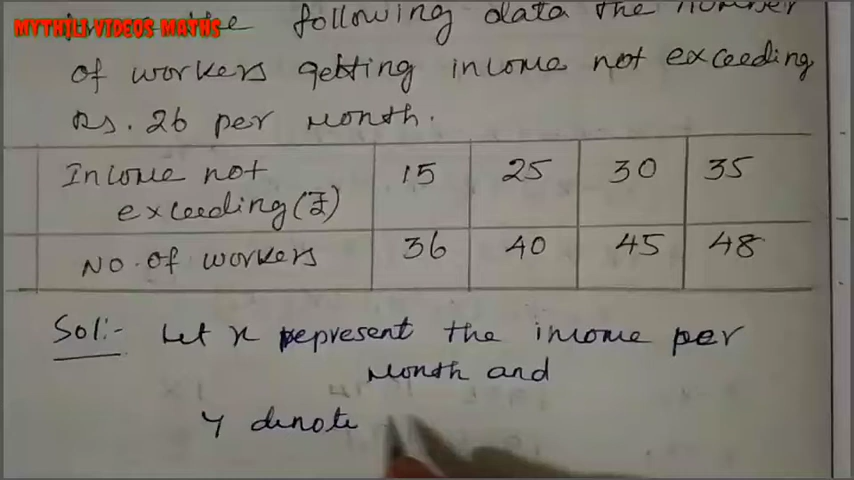 MYTHILI VIDEOS MATHS
following data the number
of workers getting income not exceeding
Rs. 26 per month.
Income not exceeding (₹) 15 25 30 35
No. of workers 36 40 45 48
Sol:- Let x represent the income per
month and
y denote